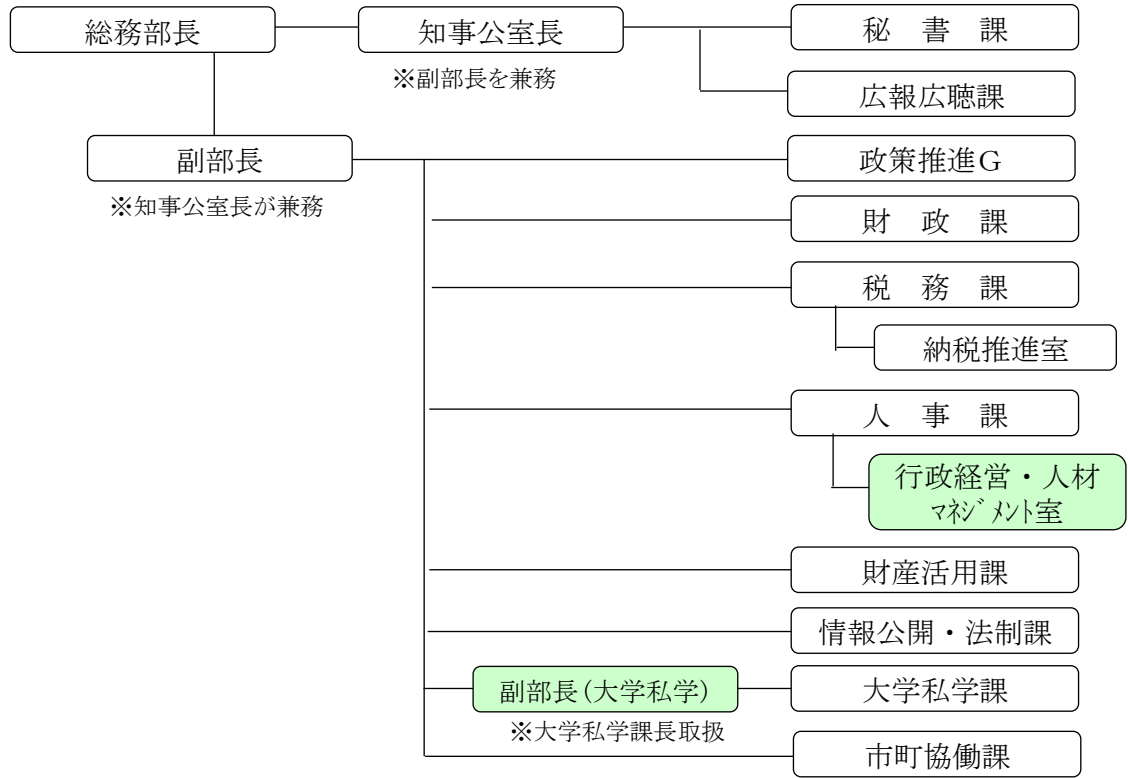 総務部長
知事公室長
秘　書　課
※副部長を兼務
広報広聴課
副部長
政策推進G
※知事公室長が兼務
財　政　課
税　務　課
納税推進室
人　事　課
行政経営・人材
ﾏﾈｼﾞﾒﾝﾄ室
財産活用課
情報公開・法制課
副部長(大学私学)
大学私学課
※大学私学課長取扱
市町協働課